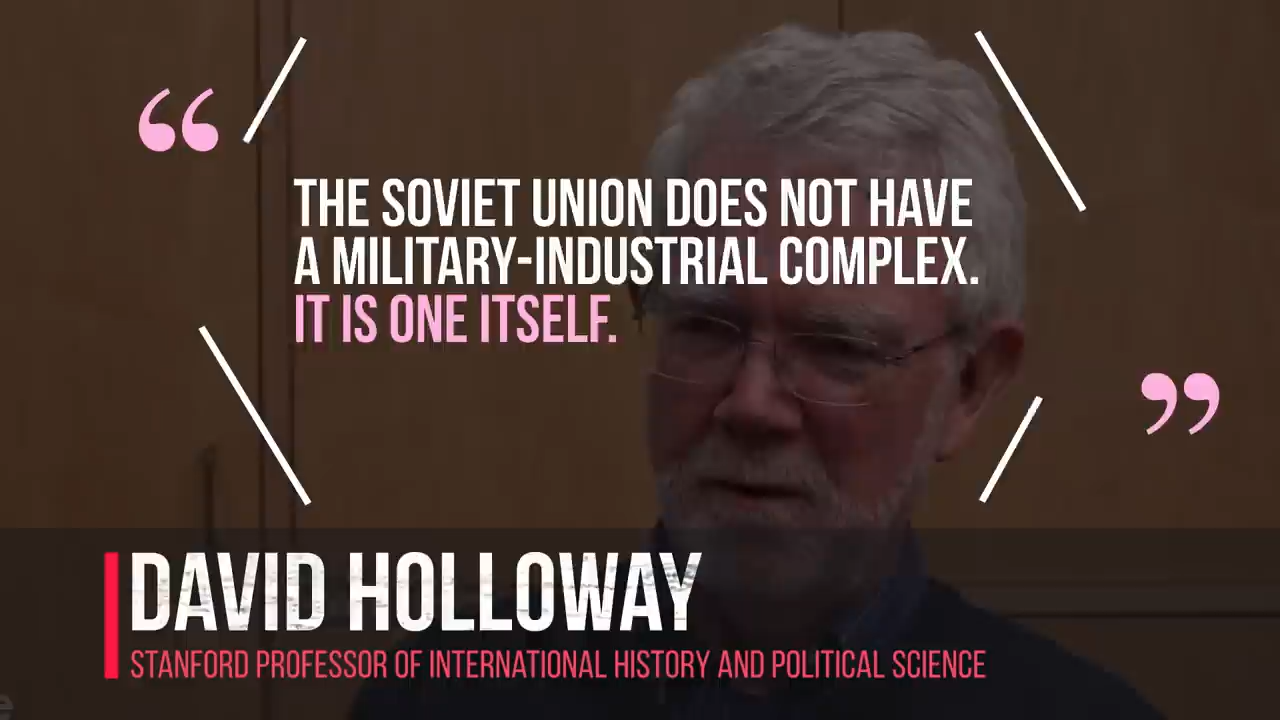 “
THE SOVIET UNION DOES NOT HAVE
A MILITARY-INDUSTRIAL COMPLEX.
IT IS ONE ITSELF.
”
DAVID HOLLOWAY
STANFORD PROFESSOR OF INTERNATIONAL HISTORY AND POLITICAL SCIENCE